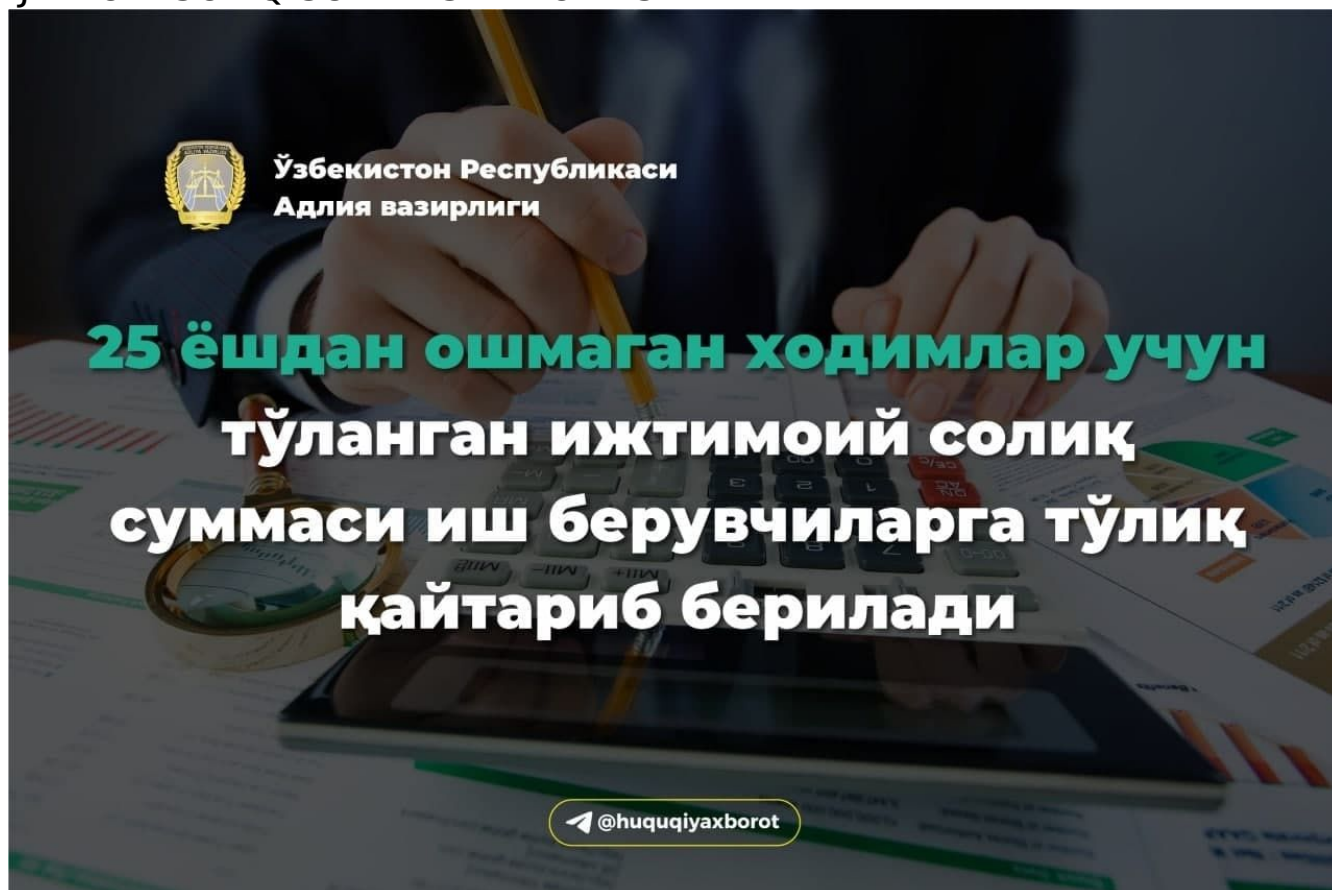 Ўзбекистон Республикаси
Адлия вазирлиги
25 ёшдан ошмаган ходимлар учун
тўланган ижтимоий солиқ
суммаси иш берувчиларга тўлиқ
қайтариб берилади
@huquqiyaxborot